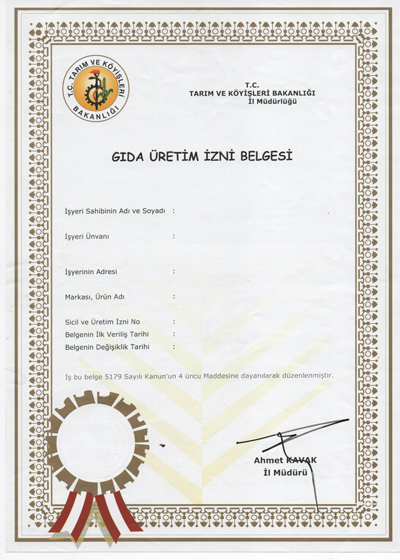 T.C. TARIM VE KÖYİŞLERİ
BAKANLIĞI
T.C.
TARIM VE KÖYİŞLERİ BAKANLIĞI
İl Müdürlüğü
GIDA ÜRETİM İZNİ BELGESİ
İşyeri Sahibinin Adı ve Soyadı :
İşyeri Ünvanı :
İşyerinin Adresi :
Markası, Ürün Adı :
Sicil ve Üretim İzni No :
Belgenin İlk Veriliş Tarihi :
Belgenin Değişiklik Tarihi :
İş bu belge 5179 Sayılı Kanun'un 4 üncü Maddesine dayanılarak düzenlenmiştir.
Ahmet KAVAK
İl Müdürü